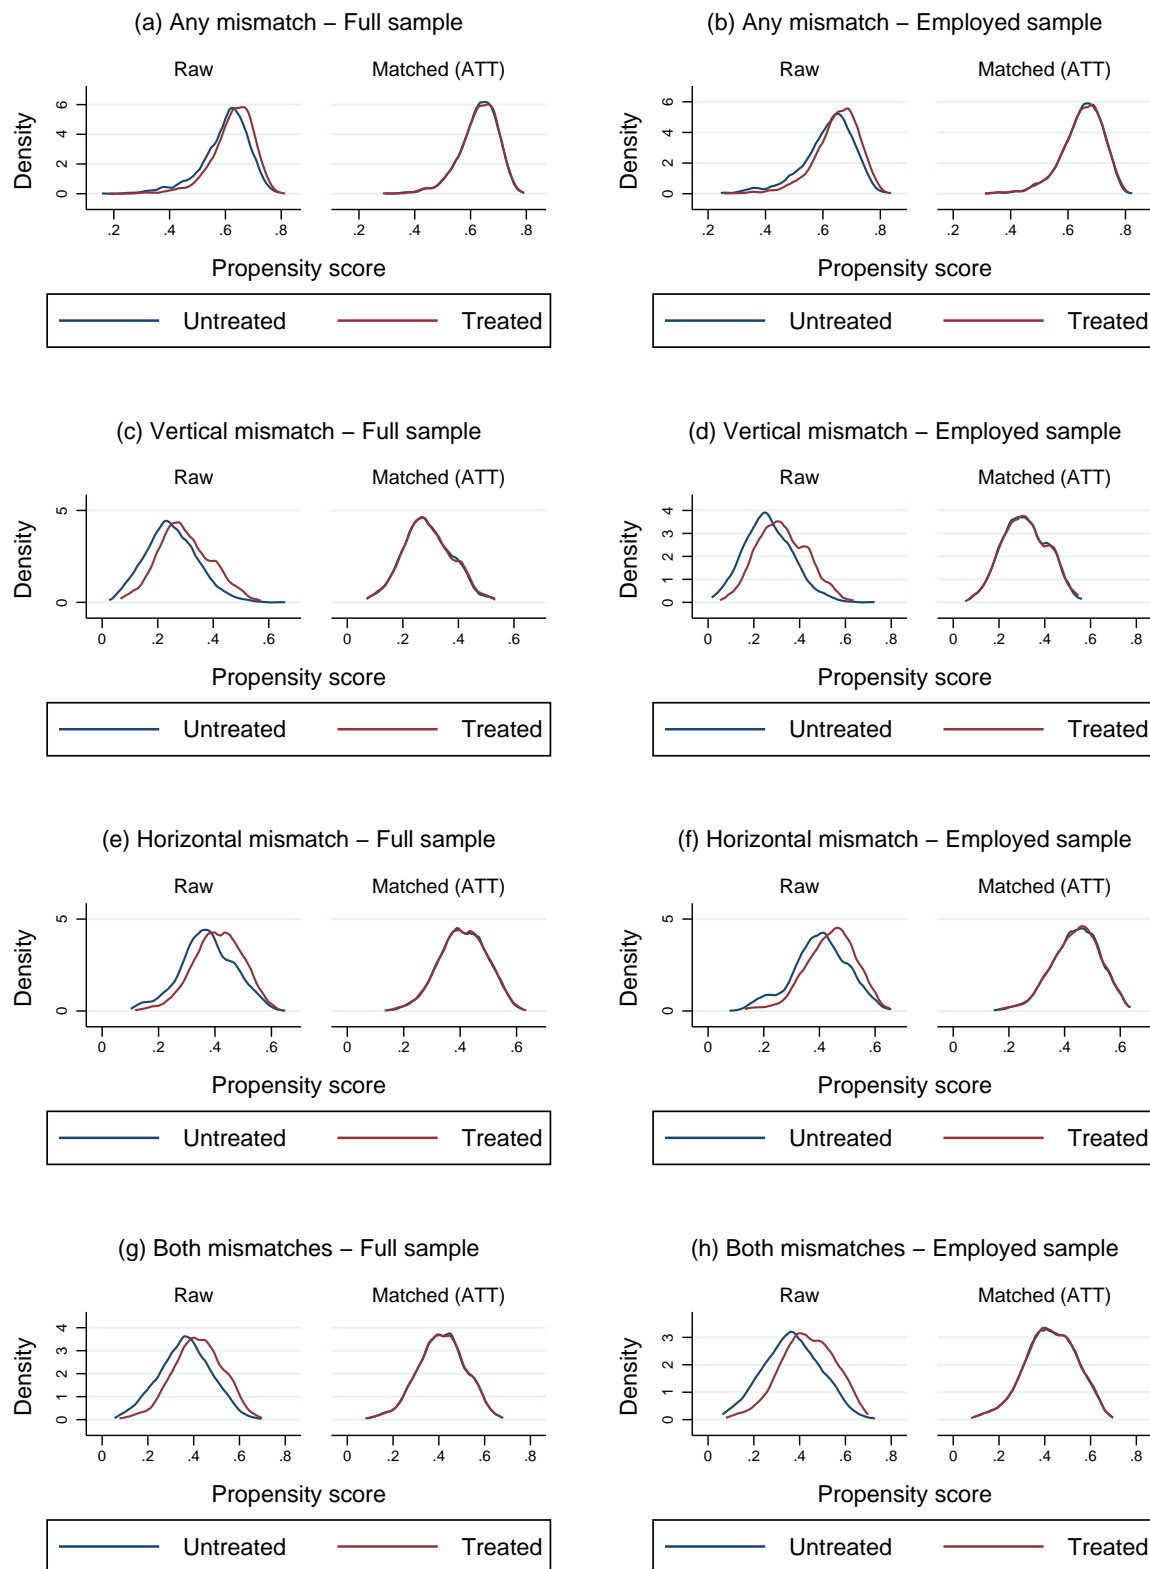 (a) Any mismatch – Full sample
Raw
Matched (ATT)
Density
6
4
2
0
.2 .4 .6 .8
.2 .4 .6 .8
Propensity score
Untreated Treated
(b) Any mismatch – Employed sample
Raw
Matched (ATT)
Density
6
4
2
0
.2 .4 .6 .8
.2 .4 .6 .8
Propensity score
Untreated Treated
(c) Vertical mismatch – Full sample
Raw
Matched (ATT)
Density
5
0
0 .2 .4 .6
0 .2 .4 .6
Propensity score
Untreated Treated
(d) Vertical mismatch – Employed sample
Raw
Matched (ATT)
Density
4
3
2
1
0
0 .2 .4 .6 .8
0 .2 .4 .6 .8
Propensity score
Untreated Treated
(e) Horizontal mismatch – Full sample
Raw
Matched (ATT)
Density
5
0
0 .2 .4 .6
0 .2 .4 .6
Propensity score
Untreated Treated
(f) Horizontal mismatch – Employed sample
Raw
Matched (ATT)
Density
5
0
0 .2 .4 .6
0 .2 .4 .6
Propensity score
Untreated Treated
(g) Both mismatches – Full sample
Raw
Matched (ATT)
Density
4
3
2
1
0
0 .2 .4 .6 .8
0 .2 .4 .6 .8
Propensity score
Untreated Treated
(h) Both mismatches – Employed sample
Raw
Matched (ATT)
Density
3
2
1
0
0 .2 .4 .6 .8
0 .2 .4 .6 .8
Propensity score
Untreated Treated